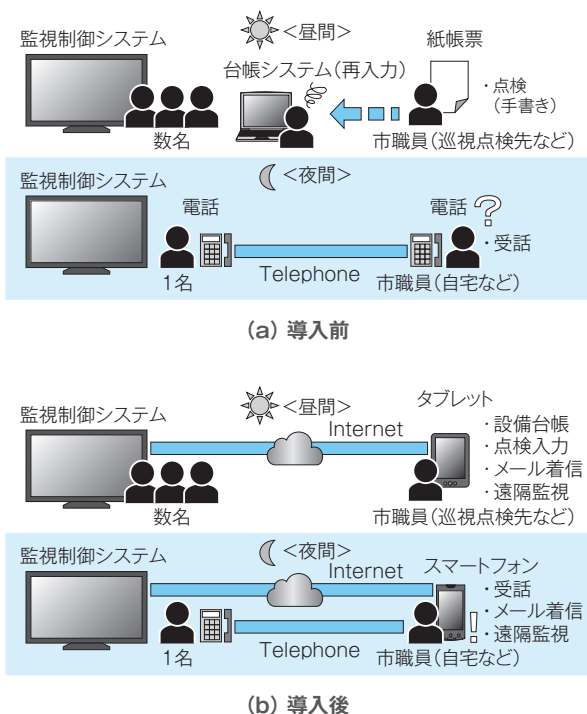 <昼間>
監視制御システム
紙帳票
台帳システム(再入力)
・点検
(手書き)
数名
市職員(巡視点検先など)
監視制御システム
<夜間>
電話
電話
・受話
Telephone
1名
市職員(自宅など)
(a) 導入前
タブレット
<昼間>
監視制御システム
Internet
・設備台帳
・点検入力
・メール着信
・遠隔監視
数名
市職員(巡視点検先など)
監視制御システム
<夜間>
Internet
スマートフォン
・受話
・メール着信
・遠隔監視
Telephone
1名
市職員(自宅など)
(b) 導入後